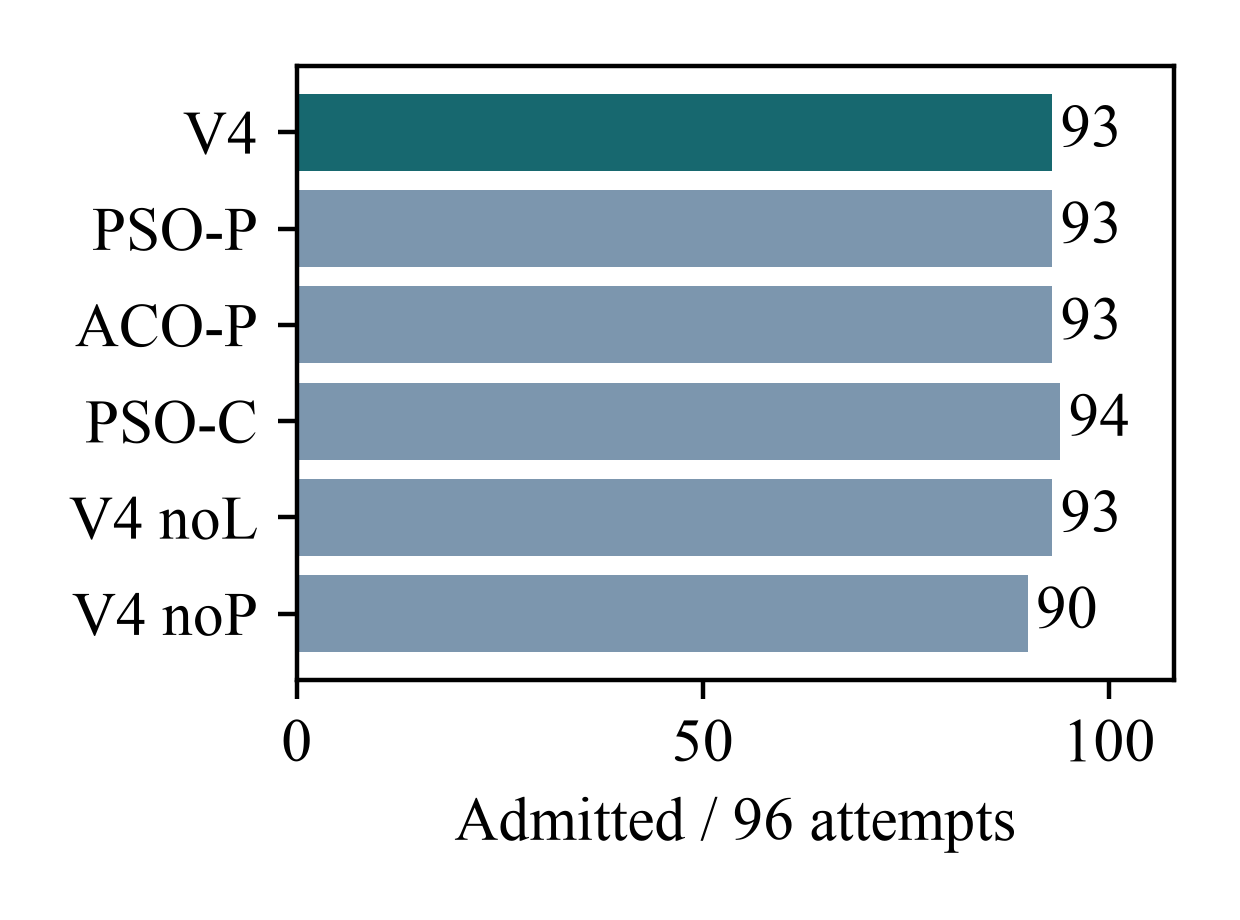 V4 93
PSO-P 93
ACO-P 93
PSO-C 94
V4 noL 93
V4 noP 90
0 50 100
Admitted / 96 attempts